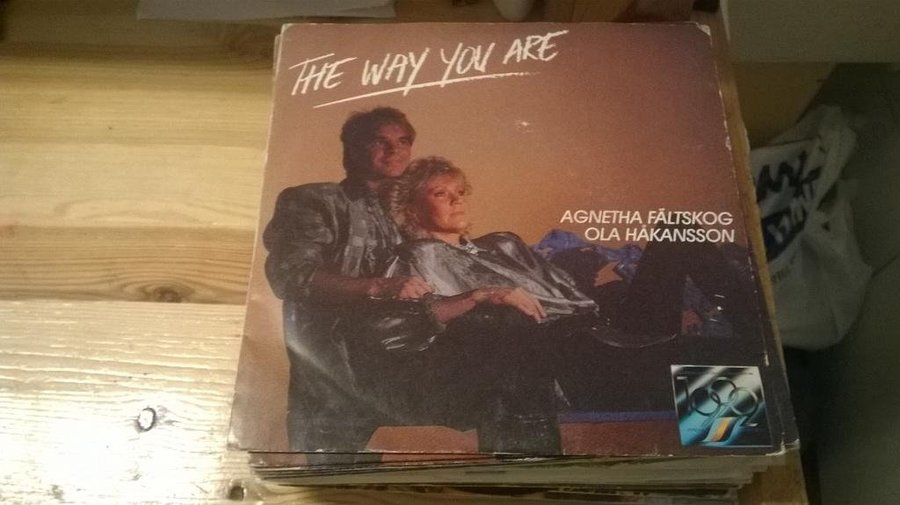 THE WAY YOU ARE
AGNETHA FÄLTSKOG
OLA HÅKANSSON